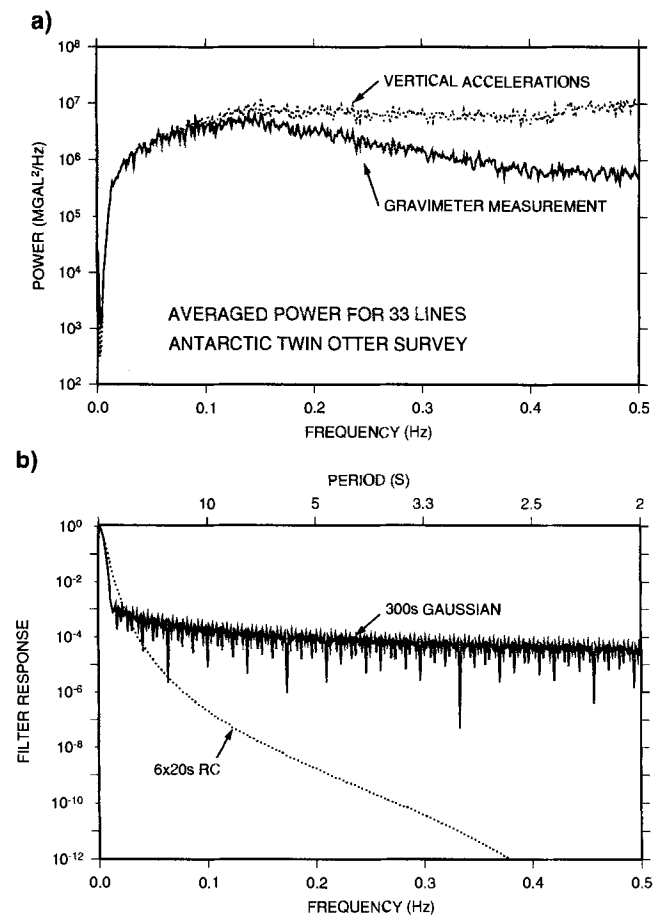 a)
10^8
10^7
10^6
10^5
10^4
10^3
10^2
POWER (MGAL^2/Hz)
VERTICAL ACCELERATIONS
GRAVIMETER MEASUREMENT
AVERAGED POWER FOR 33 LINES
ANTARCTIC TWIN OTTER SURVEY
0.0 0.1 0.2 0.3 0.4 0.5
FREQUENCY (Hz)
b)
PERIOD (S)
10 5 3.3 2.5 2
10^0
10^-2
10^-4
10^-6
10^-8
10^-10
10^-12
FILTER RESPONSE
300s GAUSSIAN
6x20s RC
0.0 0.1 0.2 0.3 0.4 0.5
FREQUENCY (Hz)